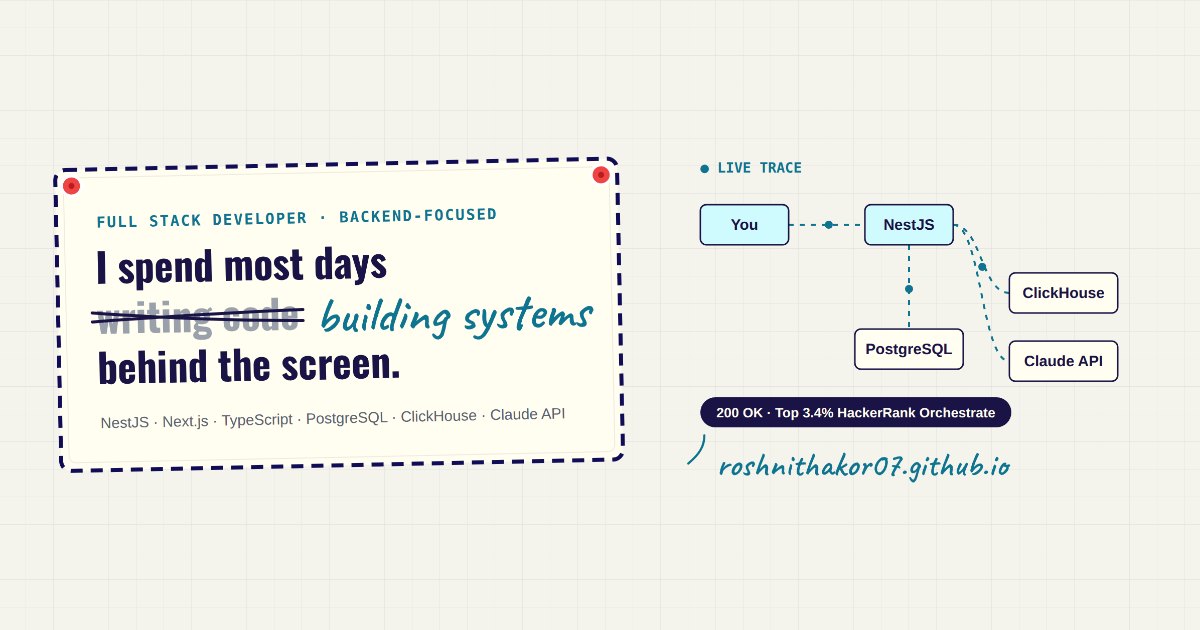 FULL STACK DEVELOPER · BACKEND-FOCUSED
I spend most days
writing code building systems
behind the screen.
NestJS · Next.js · TypeScript · PostgreSQL · ClickHouse · Claude API
LIVE TRACE
You
NestJS
ClickHouse
PostgreSQL
Claude API
200 OK · Top 3.4% HackerRank Orchestrate
roshnithakor07.github.io